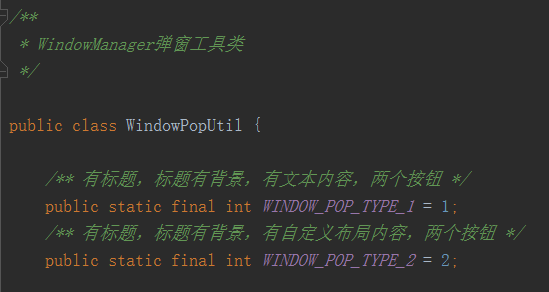 /**
 * WindowManager弹窗工具类
 */
public class WindowPopUtil {
/** 有标题，标题有背景，有文本内容，两个按钮 */
public static final int WINDOW_POP_TYPE_1 = 1;
/** 有标题，标题有背景，有自定义布局内容，两个按钮 */
public static final int WINDOW_POP_TYPE_2 = 2;